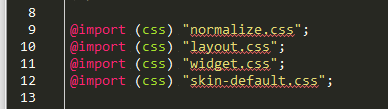 8
9 @import (css) "normalize.css";
10 @import (css) "layout.css";
11 @import (css) "widget.css";
12 @import (css) "skin-default.css";
13